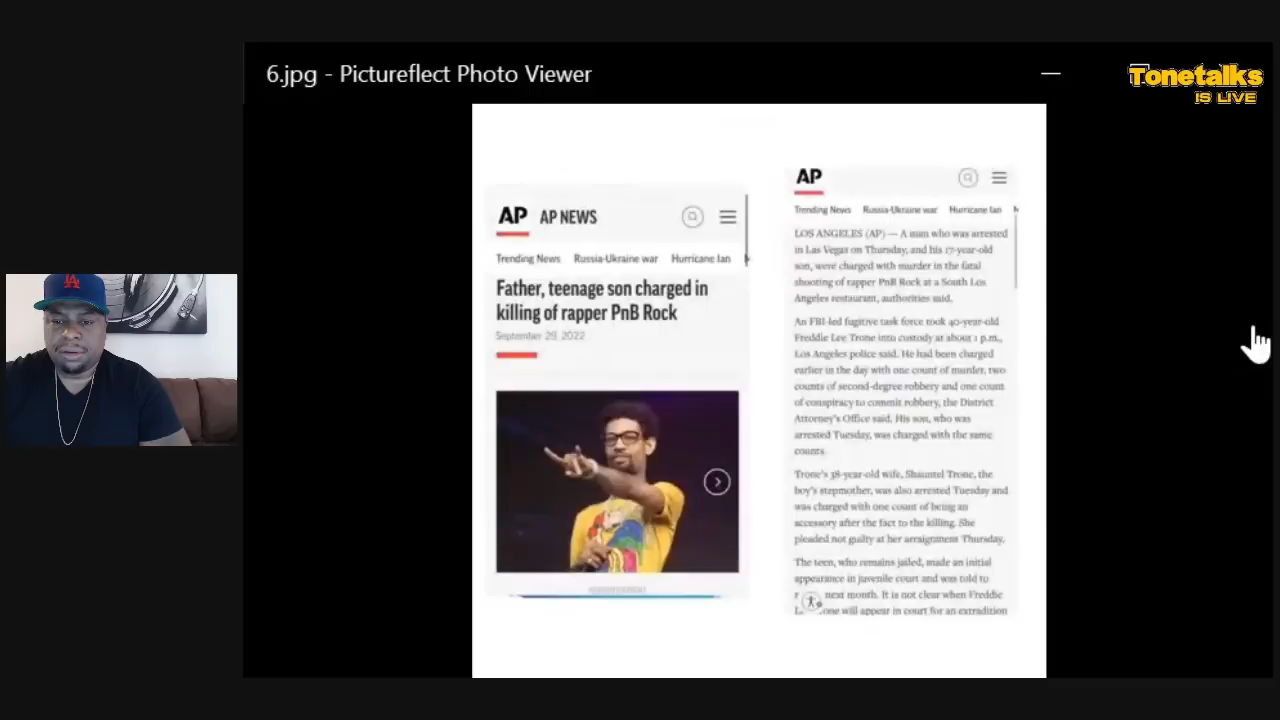 6.jpg - Pictureflect Photo Viewer
Tonetalks
IS LIVE
AP AP NEWS
Trending News Russia-Ukraine war Hurricane Ian
Father, teenage son charged in
killing of rapper PnB Rock
September 29, 2022
ADVERTISEMENT
AP
Trending News Russia-Ukraine war Hurricane Ian
LOS ANGELES (AP) — A man who was arrested
in Las Vegas on Thursday, and his 17-year-old
son, were charged with murder in the fatal
shooting of rapper PnB Rock at a South Los
Angeles restaurant, authorities said.
An FBI-led fugitive task force took 40-year-old
Freddie Lee Trone into custody at about 1 p.m.,
Los Angeles police said. He had been charged
earlier in the day with one count of murder, two
counts of second-degree robbery and one count
of conspiracy to commit robbery, the District
Attorney's Office said. His son, who was
arrested Tuesday, was charged with the same
counts.
Trone's 38-year-old wife, Shauntel Trone, the
boy's stepmother, was also arrested Tuesday and
was charged with one count of being an
accessory after the fact to the killing. She
pleaded not guilty at her arraignment Thursday.
The teen, who remains jailed, made an initial
appearance in juvenile court and was told to
next month. It is not clear when Freddie
will appear in court for an extradition
LA